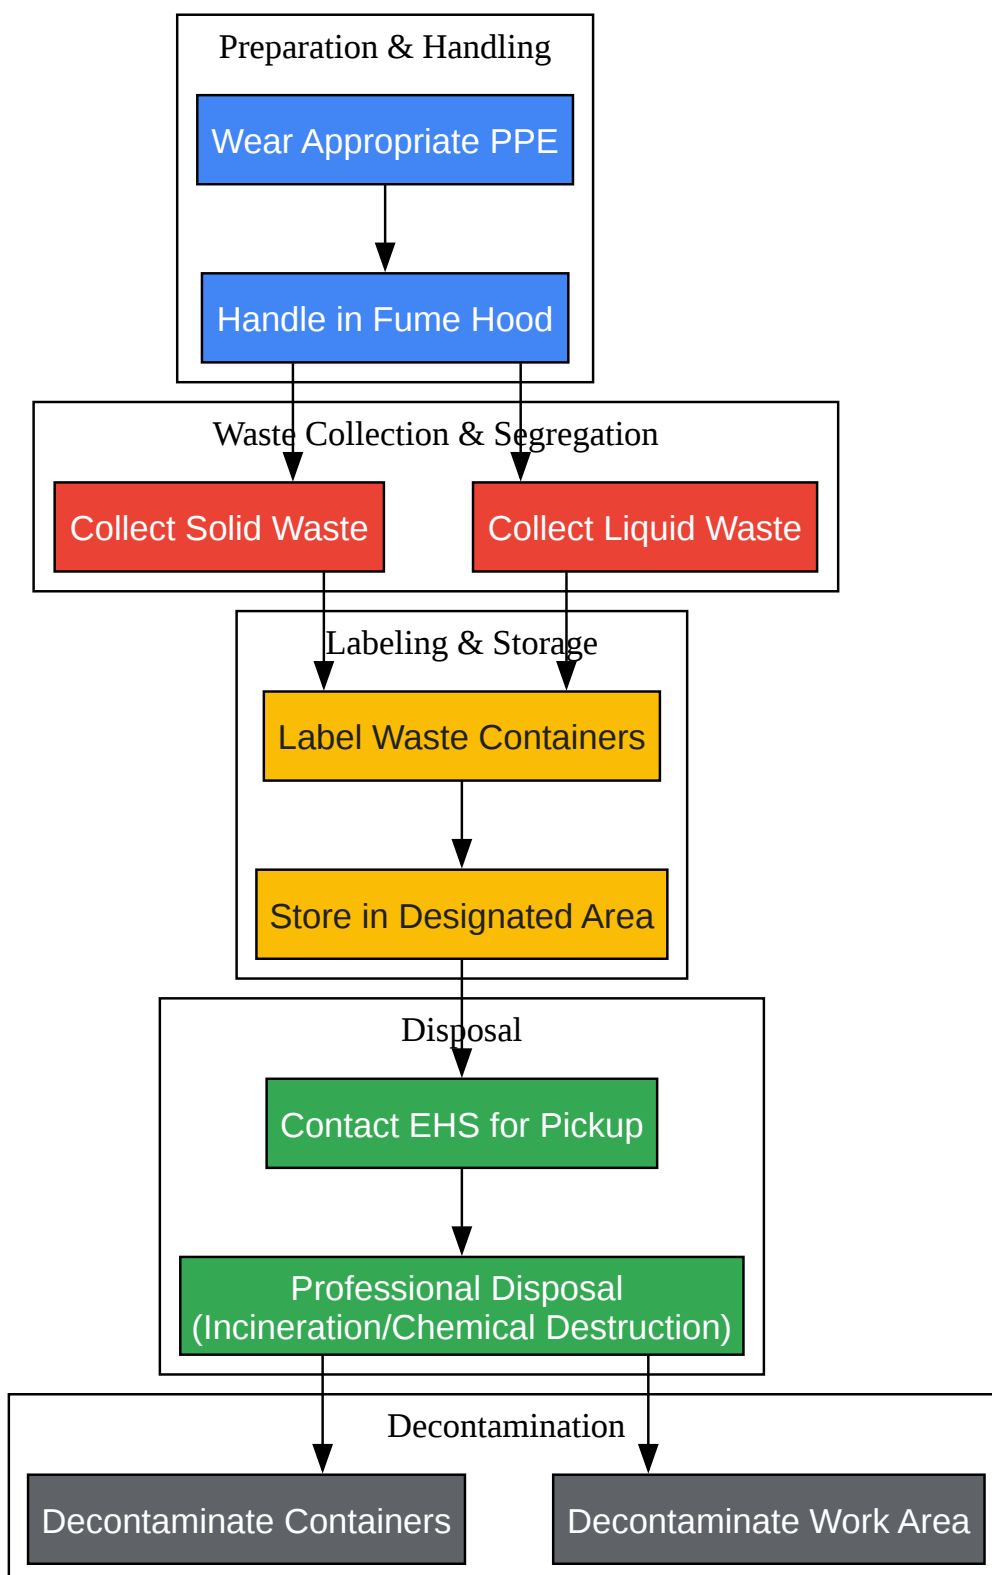 Preparation & Handling
Wear Appropriate PPE
Handle in Fume Hood
Waste Collection & Segregation
Collect Solid Waste
Collect Liquid Waste
Labeling & Storage
Label Waste Containers
Store in Designated Area
Disposal
Contact EHS for Pickup
Professional Disposal
(Incineration/Chemical Destruction)
Decontamination
Decontaminate Containers
Decontaminate Work Area